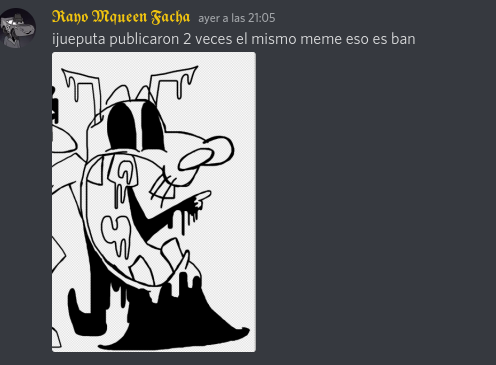 Rayo Mqueen Facha ayer a las 21:05
ijueputa publicaron 2 veces el mismo meme eso es ban